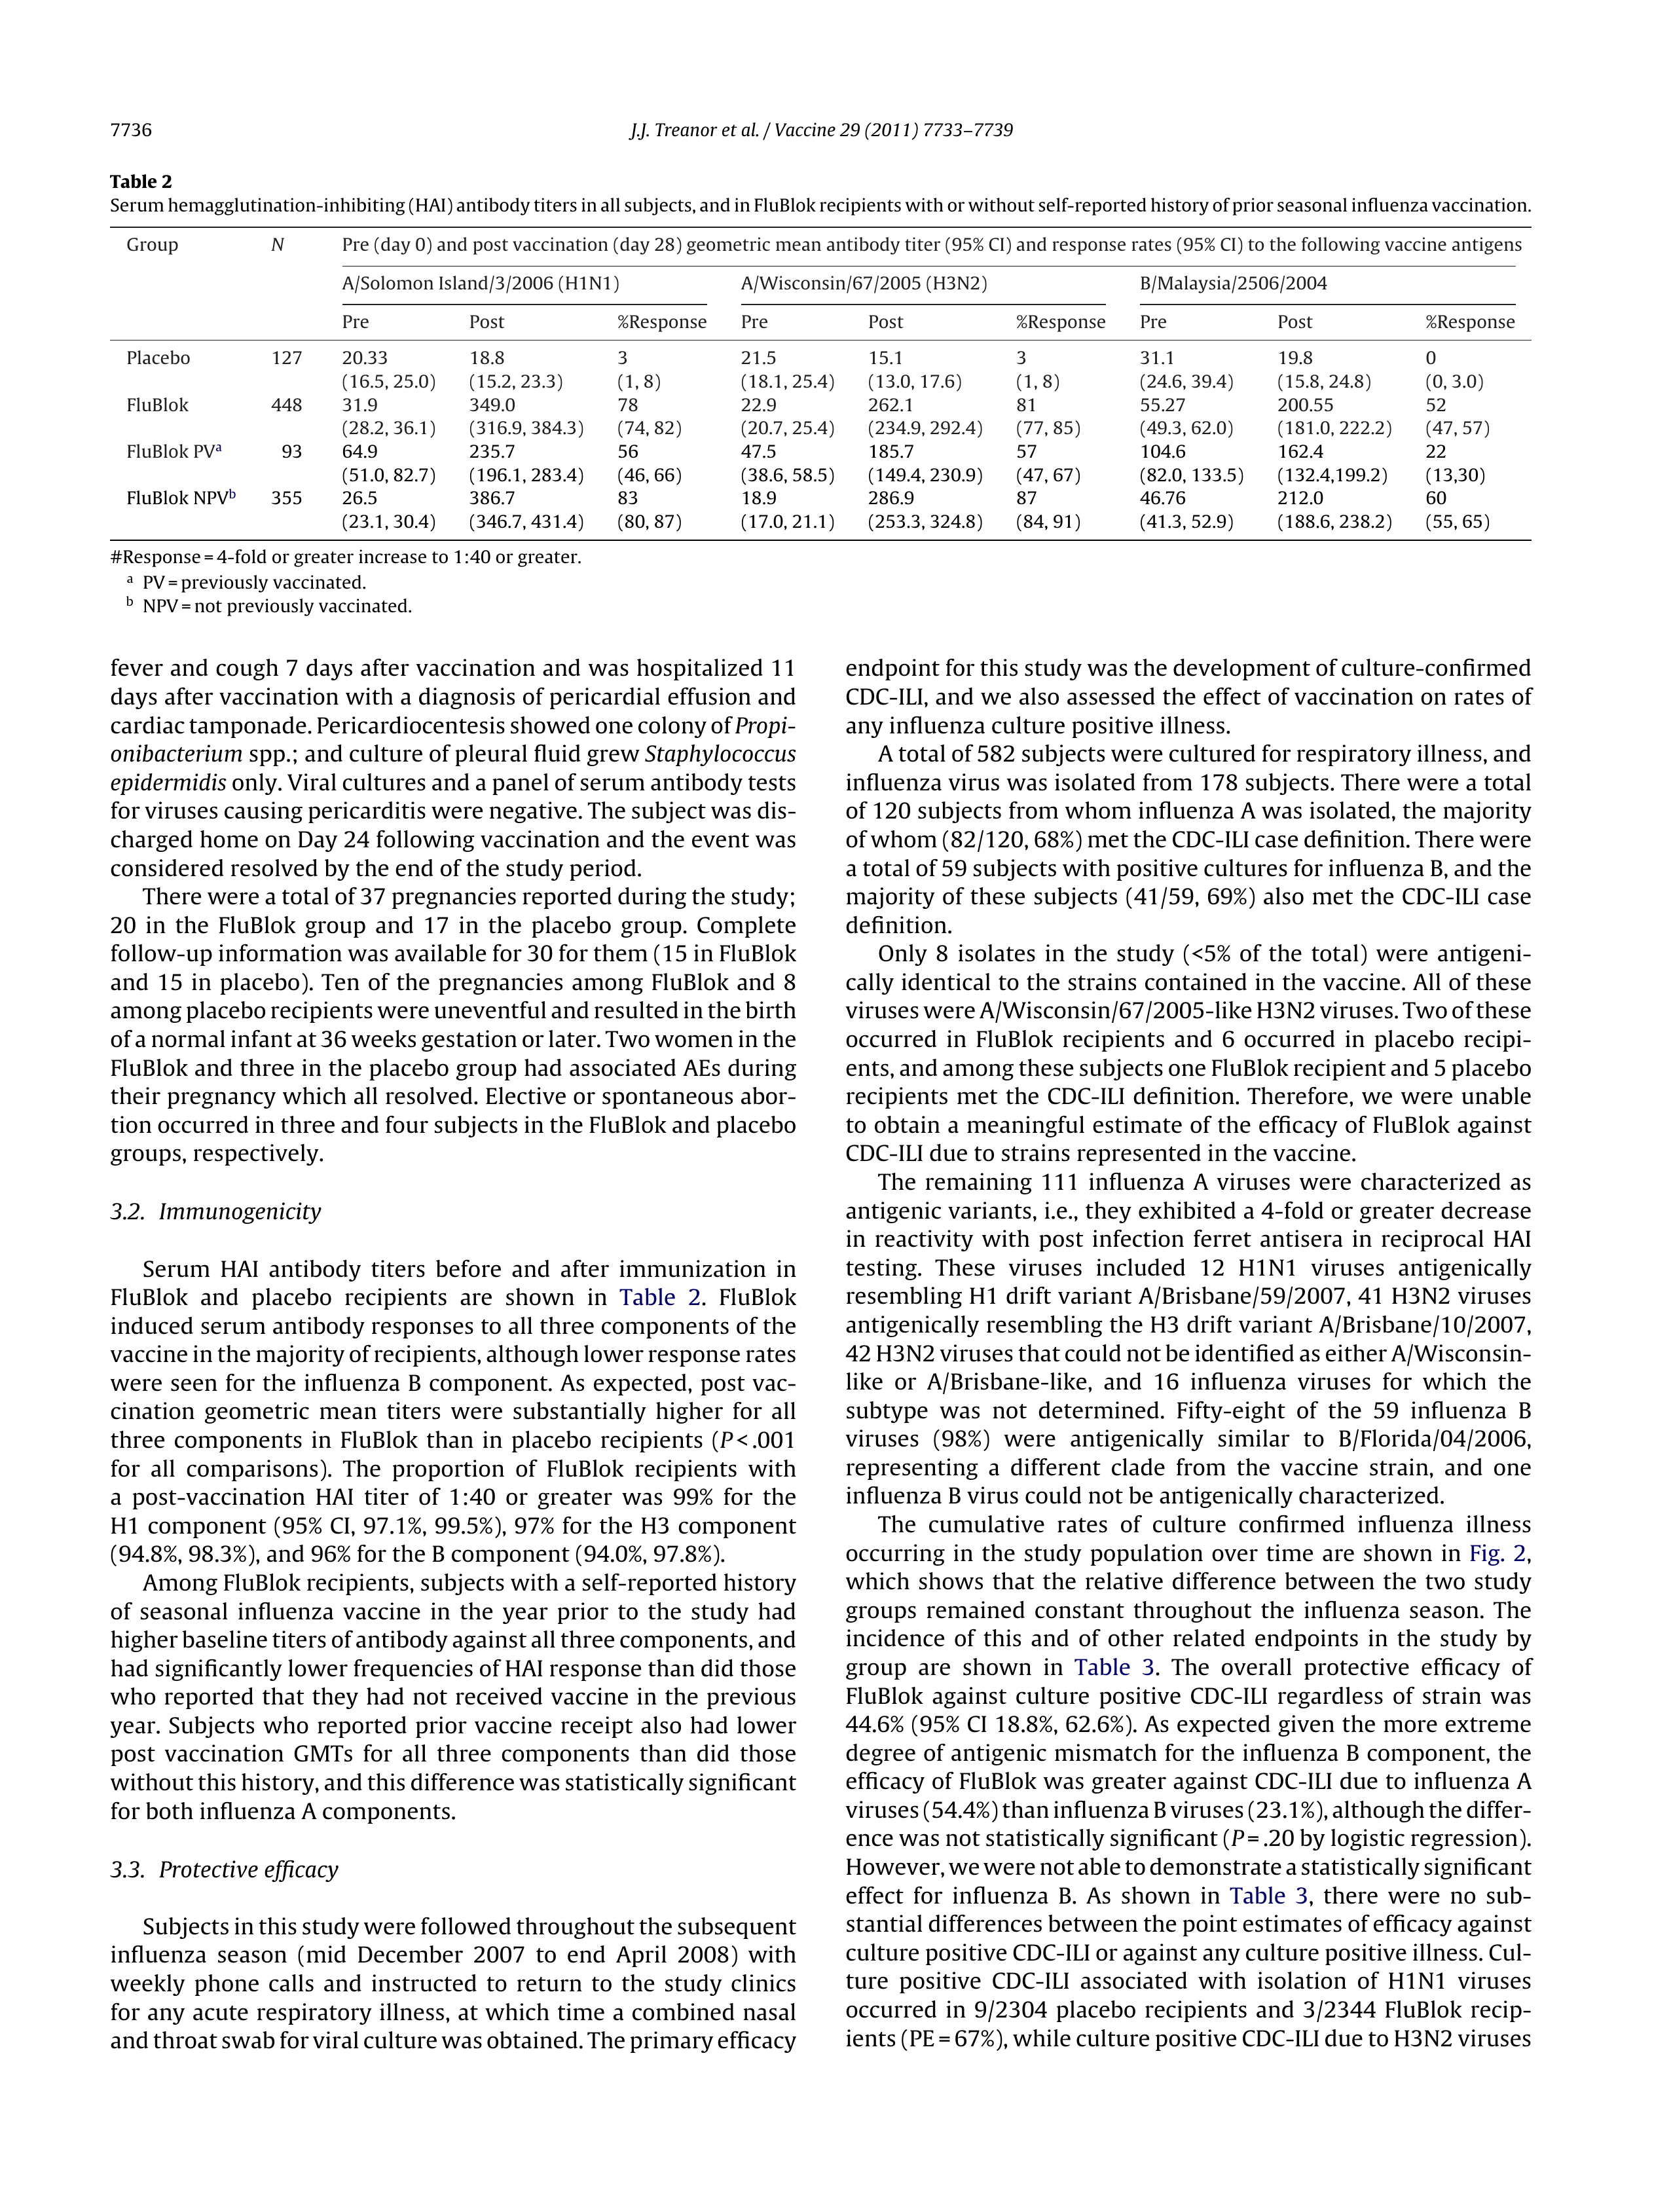 7736
J.J. Treanor et al. / Vaccine 29 (2011) 7733–7739
Table 2
Serum hemagglutination-inhibiting (HAI) antibody titers in all subjects, and in FluBlok recipients with or without self-reported history of prior seasonal influenza vaccination.
Group N Pre (day 0) and post vaccination (day 28) geometric mean antibody titer (95% CI) and response rates (95% CI) to the following vaccine antigens
A/Solomon Island/3/2006 (H1N1) A/Wisconsin/67/2005 (H3N2) B/Malaysia/2506/2004
Pre Post %Response Pre Post %Response Pre Post %Response
Placebo 127 20.33 18.8 3 21.5 15.1 3 31.1 19.8 0
(16.5, 25.0) (15.2, 23.3) (1, 8) (18.1, 25.4) (13.0, 17.6) (1, 8) (24.6, 39.4) (15.8, 24.8) (0, 3.0)
FluBlok 448 31.9 349.0 78 22.9 262.1 81 55.27 200.55 52
(28.2, 36.1) (316.9, 384.3) (74, 82) (20.7, 25.4) (234.9, 292.4) (77, 85) (49.3, 62.0) (181.0, 222.2) (47, 57)
FluBlok PVa 93 64.9 235.7 56 47.5 185.7 57 104.6 162.4 22
(51.0, 82.7) (196.1, 283.4) (46, 66) (38.6, 58.5) (149.4, 230.9) (47, 67) (82.0, 133.5) (132.4,199.2) (13,30)
FluBlok NPVb 355 26.5 386.7 83 18.9 286.9 87 46.76 212.0 60
(23.1, 30.4) (346.7, 431.4) (80, 87) (17.0, 21.1) (253.3, 324.8) (84, 91) (41.3, 52.9) (188.6, 238.2) (55, 65)
#Response = 4-fold or greater increase to 1:40 or greater.
a PV = previously vaccinated.
b NPV = not previously vaccinated.
fever and cough 7 days after vaccination and was hospitalized 11
days after vaccination with a diagnosis of pericardial effusion and
cardiac tamponade. Pericardiocentesis showed one colony of Propi-
onibacterium spp.; and culture of pleural fluid grew Staphylococcus
epidermidis only. Viral cultures and a panel of serum antibody tests
for viruses causing pericarditis were negative. The subject was dis-
charged home on Day 24 following vaccination and the event was
considered resolved by the end of the study period.
There were a total of 37 pregnancies reported during the study;
20 in the FluBlok group and 17 in the placebo group. Complete
follow-up information was available for 30 for them (15 in FluBlok
and 15 in placebo). Ten of the pregnancies among FluBlok and 8
among placebo recipients were uneventful and resulted in the birth
of a normal infant at 36 weeks gestation or later. Two women in the
FluBlok and three in the placebo group had associated AEs during
their pregnancy which all resolved. Elective or spontaneous abor-
tion occurred in three and four subjects in the FluBlok and placebo
groups, respectively.
3.2. Immunogenicity
Serum HAI antibody titers before and after immunization in
FluBlok and placebo recipients are shown in Table 2. FluBlok
induced serum antibody responses to all three components of the
vaccine in the majority of recipients, although lower response rates
were seen for the influenza B component. As expected, post vac-
cination geometric mean titers were substantially higher for all
three components in FluBlok than in placebo recipients (P < .001
for all comparisons). The proportion of FluBlok recipients with
a post-vaccination HAI titer of 1:40 or greater was 99% for the
H1 component (95% CI, 97.1%, 99.5%), 97% for the H3 component
(94.8%, 98.3%), and 96% for the B component (94.0%, 97.8%).
Among FluBlok recipients, subjects with a self-reported history
of seasonal influenza vaccine in the year prior to the study had
higher baseline titers of antibody against all three components, and
had significantly lower frequencies of HAI response than did those
who reported that they had not received vaccine in the previous
year. Subjects who reported prior vaccine receipt also had lower
post vaccination GMTs for all three components than did those
without this history, and this difference was statistically significant
for both influenza A components.
3.3. Protective efficacy
Subjects in this study were followed throughout the subsequent
influenza season (mid December 2007 to end April 2008) with
weekly phone calls and instructed to return to the study clinics
for any acute respiratory illness, at which time a combined nasal
and throat swab for viral culture was obtained. The primary efficacy
endpoint for this study was the development of culture-confirmed
CDC-ILI, and we also assessed the effect of vaccination on rates of
any influenza culture positive illness.
A total of 582 subjects were cultured for respiratory illness, and
influenza virus was isolated from 178 subjects. There were a total
of 120 subjects from whom influenza A was isolated, the majority
of whom (82/120, 68%) met the CDC-ILI case definition. There were
a total of 59 subjects with positive cultures for influenza B, and the
majority of these subjects (41/59, 69%) also met the CDC-ILI case
definition.
Only 8 isolates in the study (<5% of the total) were antigeni-
cally identical to the strains contained in the vaccine. All of these
viruses were A/Wisconsin/67/2005-like H3N2 viruses. Two of these
occurred in FluBlok recipients and 6 occurred in placebo recipi-
ents, and among these subjects one FluBlok recipient and 5 placebo
recipients met the CDC-ILI definition. Therefore, we were unable
to obtain a meaningful estimate of the efficacy of FluBlok against
CDC-ILI due to strains represented in the vaccine.
The remaining 111 influenza A viruses were characterized as
antigenic variants, i.e., they exhibited a 4-fold or greater decrease
in reactivity with post infection ferret antisera in reciprocal HAI
testing. These viruses included 12 H1N1 viruses antigenically
resembling H1 drift variant A/Brisbane/59/2007, 41 H3N2 viruses
antigenically resembling the H3 drift variant A/Brisbane/10/2007,
42 H3N2 viruses that could not be identified as either A/Wisconsin-
like or A/Brisbane-like, and 16 influenza viruses for which the
subtype was not determined. Fifty-eight of the 59 influenza B
viruses (98%) were antigenically similar to B/Florida/04/2006,
representing a different clade from the vaccine strain, and one
influenza B virus could not be antigenically characterized.
The cumulative rates of culture confirmed influenza illness
occurring in the study population over time are shown in Fig. 2,
which shows that the relative difference between the two study
groups remained constant throughout the influenza season. The
incidence of this and of other related endpoints in the study by
group are shown in Table 3. The overall protective efficacy of
FluBlok against culture positive CDC-ILI regardless of strain was
44.6% (95% CI 18.8%, 62.6%). As expected given the more extreme
degree of antigenic mismatch for the influenza B component, the
efficacy of FluBlok was greater against CDC-ILI due to influenza A
viruses (54.4%) than influenza B viruses (23.1%), although the differ-
ence was not statistically significant (P = .20 by logistic regression).
However, we were not able to demonstrate a statistically significant
effect for influenza B. As shown in Table 3, there were no sub-
stantial differences between the point estimates of efficacy against
culture positive CDC-ILI or against any culture positive illness. Cul-
ture positive CDC-ILI associated with isolation of H1N1 viruses
occurred in 9/2304 placebo recipients and 3/2344 FluBlok recip-
ients (PE = 67%), while culture positive CDC-ILI due to H3N2 viruses